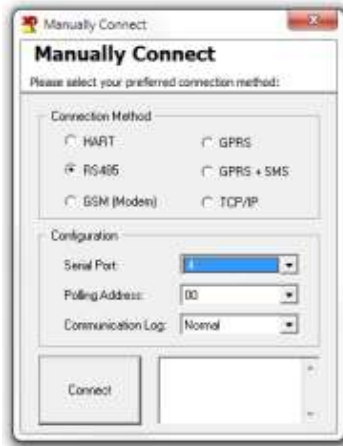 Manually Connect
Manually Connect
Please select your preferred connection method:
Connection Method
HART
GPRS
RS485
GPRS + SMS
GSM (Modem)
TCP/IP
Configuration
Serial Port:
4
Polling Address:
00
Communication Log:
Normal
Connect